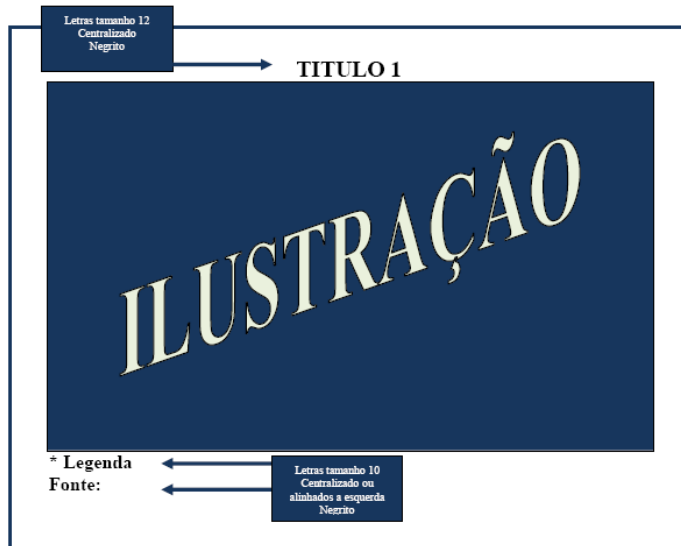 Letras tamanho 12
Centralizado
Negrito
TITULO 1
ILUSTRAÇÃO
* Legenda
Fonte:
Letras tamanho 10
Centralizado ou
alinhados a esquerda
Negrito